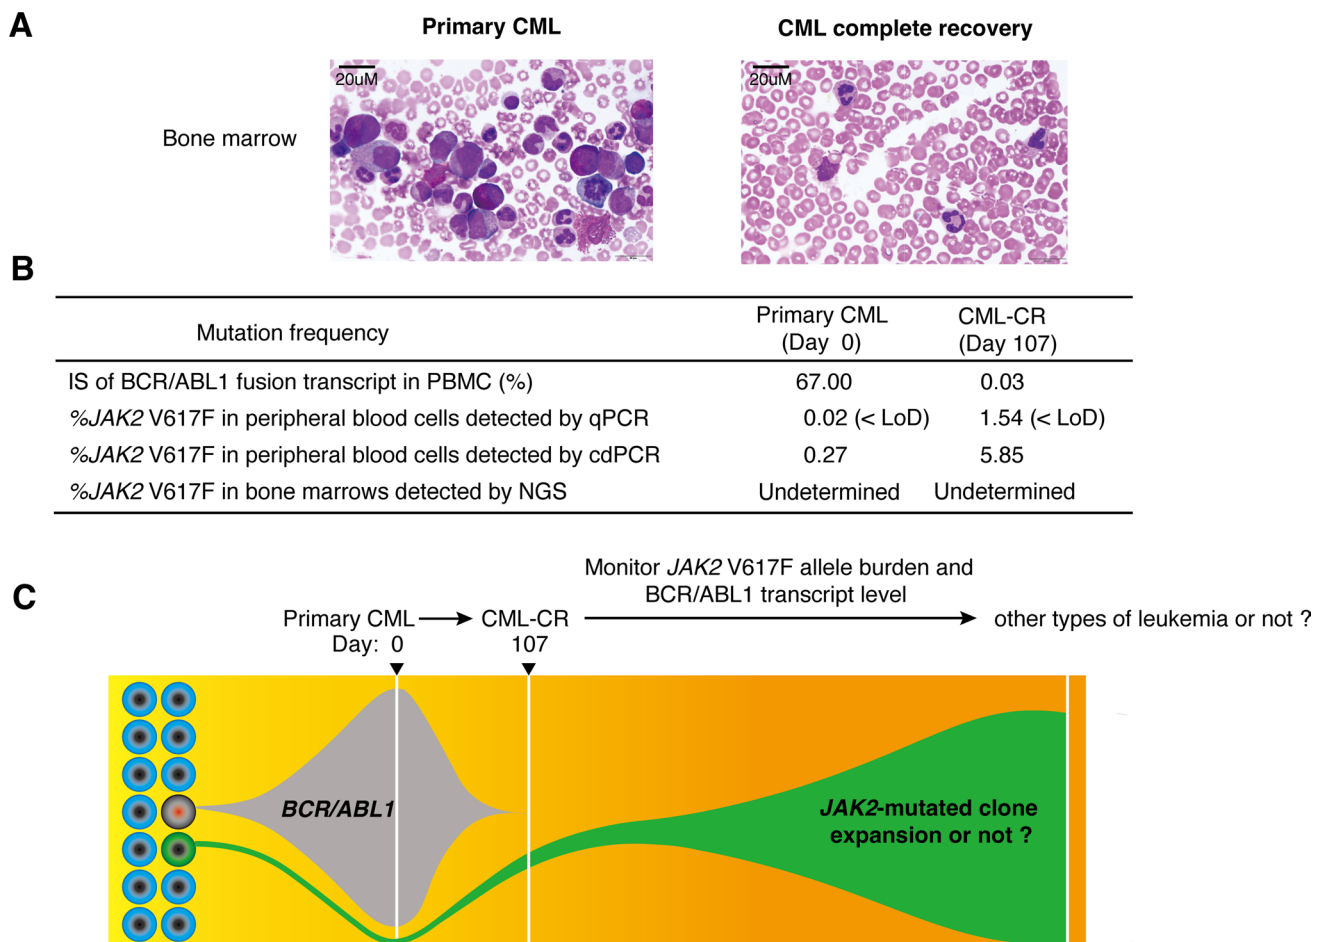 A
Primary CML
CML complete recovery
20uM
20uM
Bone marrow
B
Mutation frequency
Primary CML
(Day 0)
CML-CR
(Day 107)
IS of BCR/ABL1 fusion transcript in PBMC (%) 67.00 0.03
%JAK2 V617F in peripheral blood cells detected by qPCR 0.02 (< LoD) 1.54 (< LoD)
%JAK2 V617F in peripheral blood cells detected by cdPCR 0.27 5.85
%JAK2 V617F in bone marrows detected by NGS Undetermined Undetermined
C
Monitor JAK2 V617F allele burden and
BCR/ABL1 transcript level
Primary CML CML-CR other types of leukemia or not ?
Day: 0 107
BCR/ABL1
JAK2-mutated clone
expansion or not ?